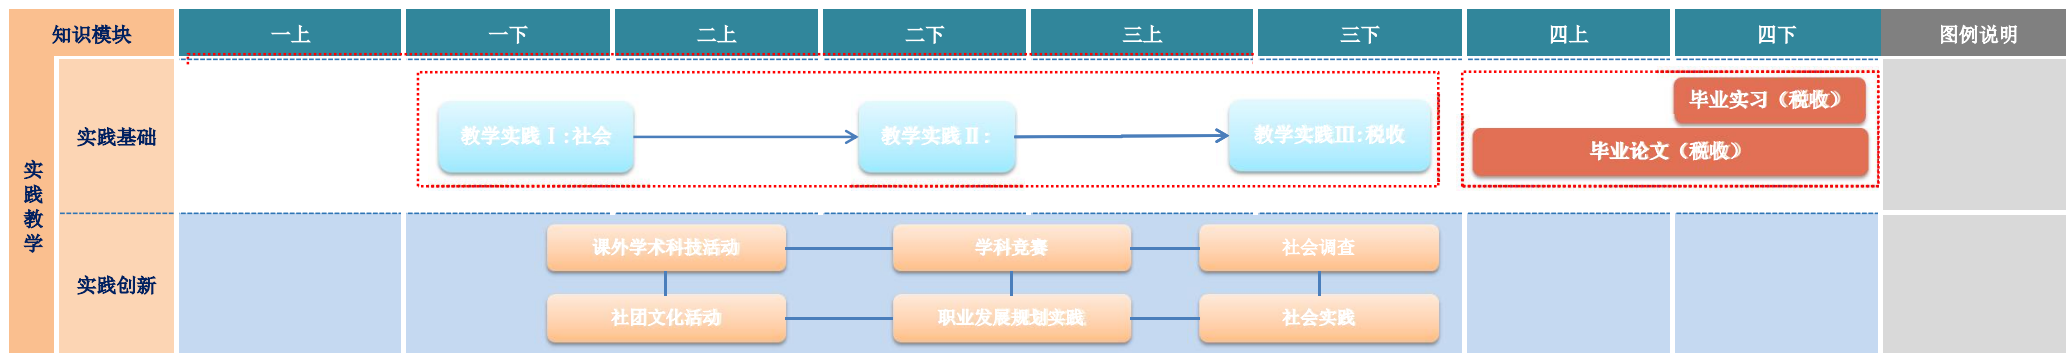 知识模块 一上 一下 二上 二下 三上 三下 四上 四下 图例说明
实践教学
实践基础
教学实践Ⅰ:社会 教学实践Ⅱ: 教学实践Ⅲ:税收
毕业实习（税收）
毕业论文（税收）
实践创新
课外学术科技活动 学科竞赛 社会调查
社团文化活动 职业发展规划实践 社会实践